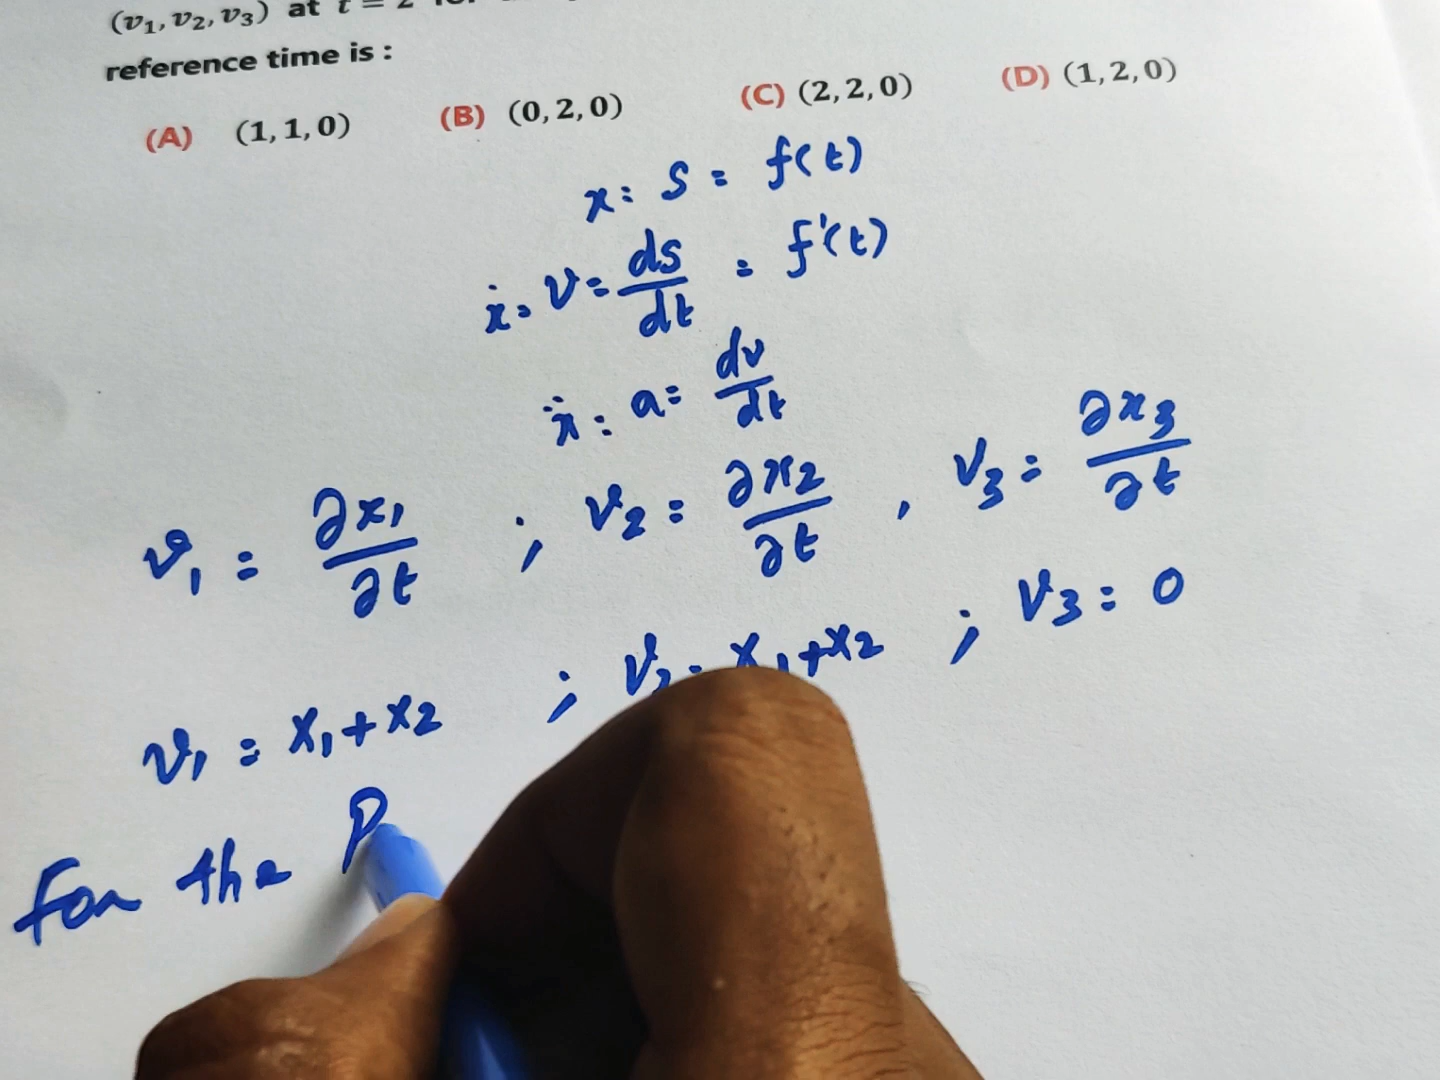 (v₁, v₂, v₃) at t = 2
reference time is :
(A) (1, 1, 0) (B) (0, 2, 0) (C) (2, 2, 0) (D) (1, 2, 0)
x = s = f(t)
ẋ = v = ds/dt = f'(t)
ẍ = a = dv/dt
v₁ = ∂x₁/∂t ; v₂ = ∂x₂/∂t , v₃ = ∂x₃/∂t
v₁ = x₁+x₂ ; v₂ = x₁+x₂ ; v₃ = 0
For the P